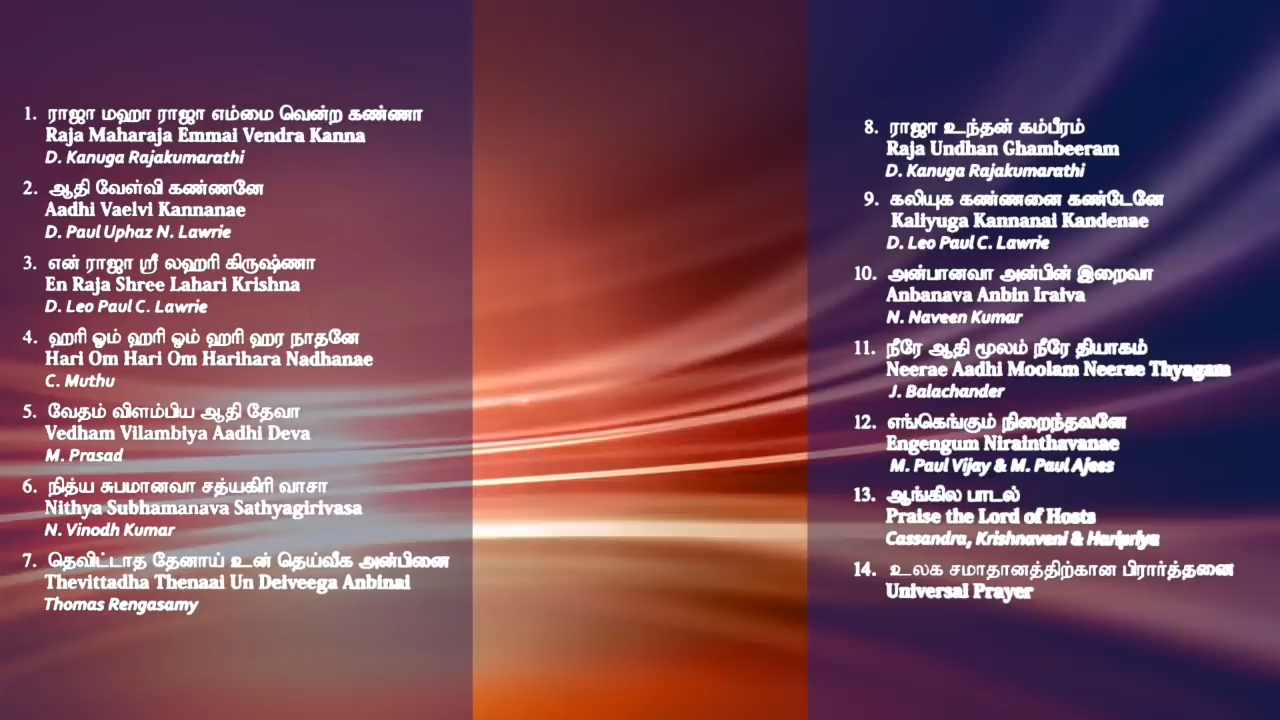 1. ராஜா மஹா ராஜா எம்மை வென்ற கண்ணா
Raja Maharaja Emmai Vendra Kanna
D. Kanuga Rajakumarathi
2. ஆதி வேள்வி கண்ணனே
Aadhi Vaelvi Kannanae
D. Paul Uphaz N. Lawrie
3. என் ராஜா ஸ்ரீ லஹரி கிருஷ்ணா
En Raja Shree Lahari Krishna
D. Leo Paul C. Lawrie
4. ஹரி ஓம் ஹரி ஓம் ஹரி ஹர நாதனே
Hari Om Hari Om Harihara Nadhanae
C. Muthu
5. வேதம் விளம்பிய ஆதி தேவா
Vedham Vilambiya Aadhi Deva
M. Prasad
6. நித்ய சுபமானவா சத்யகிரி வாசா
Nithya Subhamanava Sathyagirivasa
N. Vinodh Kumar
7. தெவிட்டாத தேனாய் உன் தெய்வீக அன்பினை
Thevittadha Thenaai Un Deiveega Anbinai
Thomas Rengasamy
8. ராஜா உந்தன் கம்பீரம்
Raja Undhan Ghambeeram
D. Kanuga Rajakumarathi
9. கலியுக கண்ணனை கண்டேனே
Kaliyuga Kannanai Kandenae
D. Leo Paul C. Lawrie
10. அன்பானவா அன்பின் இறைவா
Anbanava Anbin Iraiva
N. Naveen Kumar
11. நீரே ஆதி மூலம் நீரே தியாகம்
Neerae Aadhi Moolam Neerae Thyagam
J. Balachander
12. எங்கெங்கும் நிறைந்தவனே
Engengum Nirainthavanae
M. Paul Vijay & M. Paul Ajees
13. ஆங்கில பாடல்
Praise the Lord of Hosts
Cassandra, Krishnaveni & Haripriya
14. உலக சமாதானத்திற்கான பிரார்த்தனை
Universal Prayer